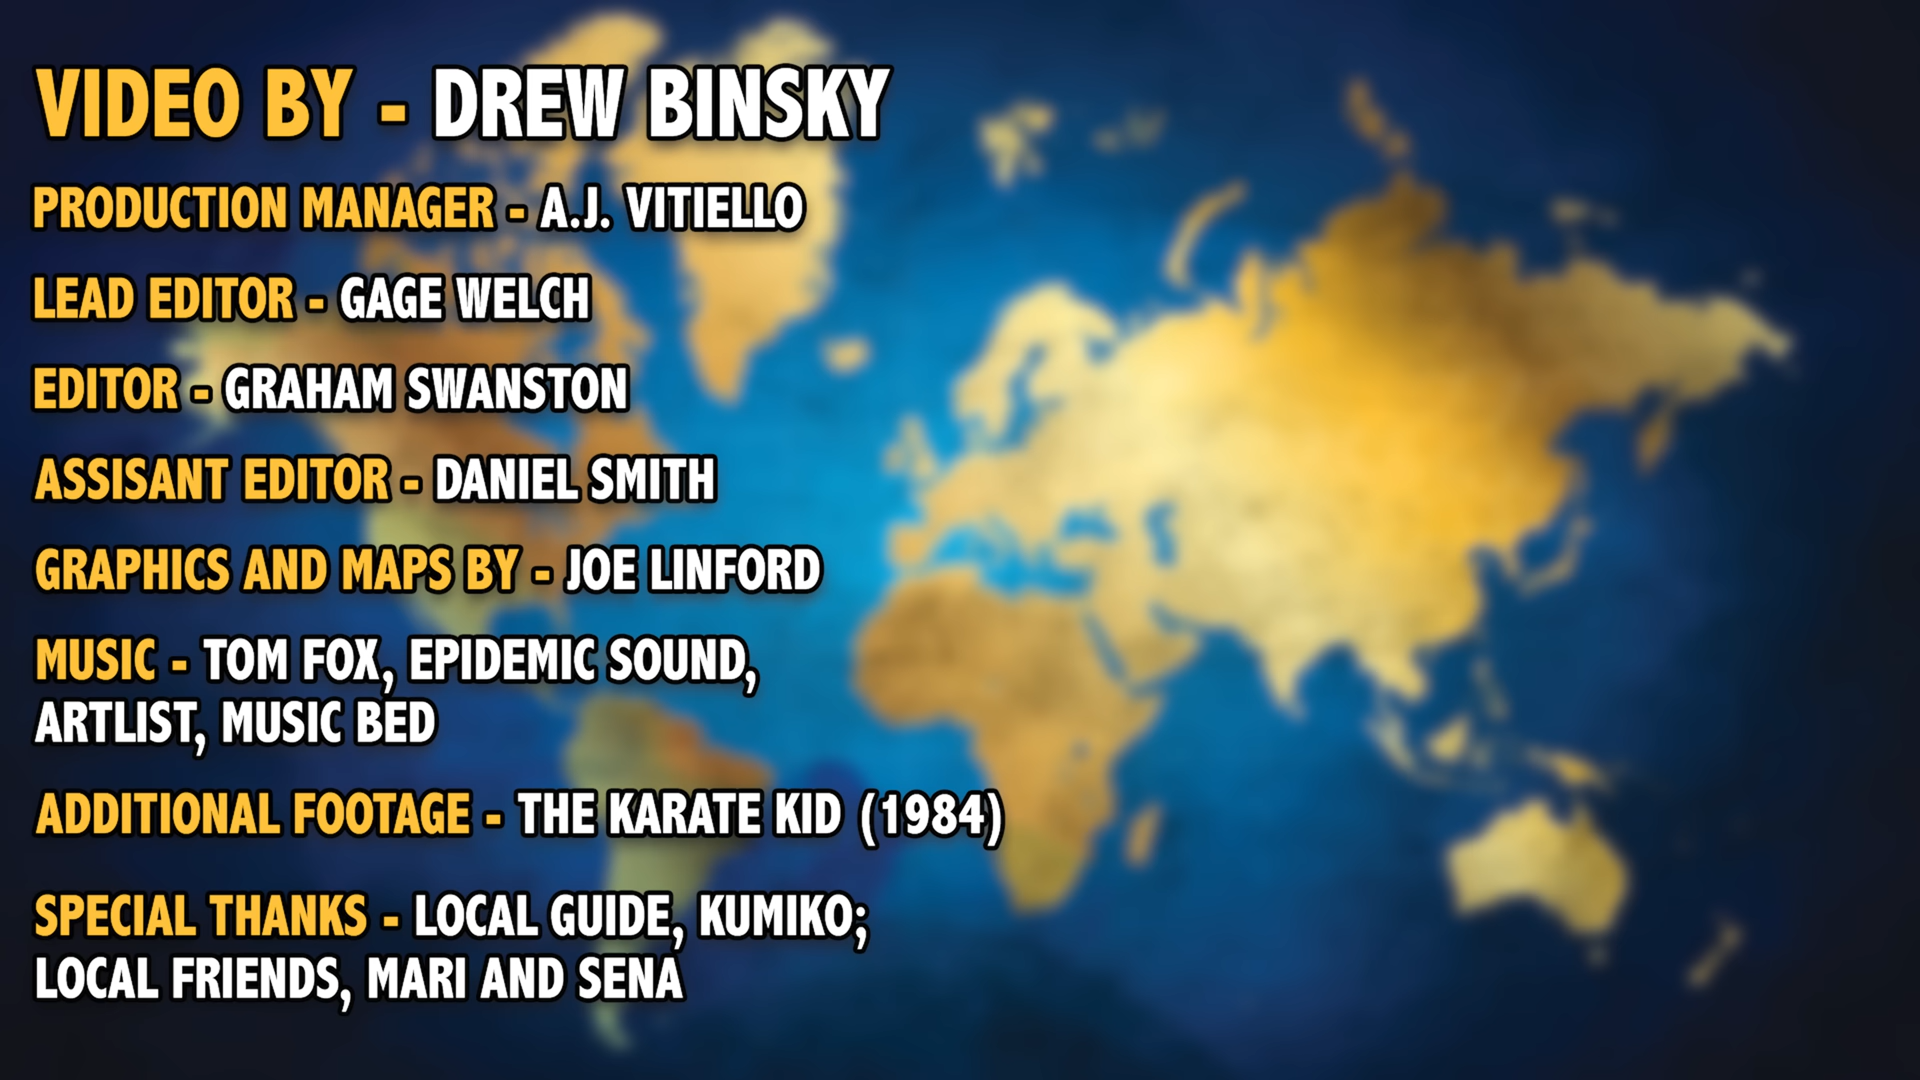 VIDEO BY - DREW BINSKY
PRODUCTION MANAGER - A.J. VITIELLO
LEAD EDITOR - GAGE WELCH
EDITOR - GRAHAM SWANSTON
ASSISANT EDITOR - DANIEL SMITH
GRAPHICS AND MAPS BY - JOE LINFORD
MUSIC - TOM FOX, EPIDEMIC SOUND,
ARTLIST, MUSIC BED
ADDITIONAL FOOTAGE - THE KARATE KID (1984)
SPECIAL THANKS - LOCAL GUIDE, KUMIKO;
LOCAL FRIENDS, MARI AND SENA